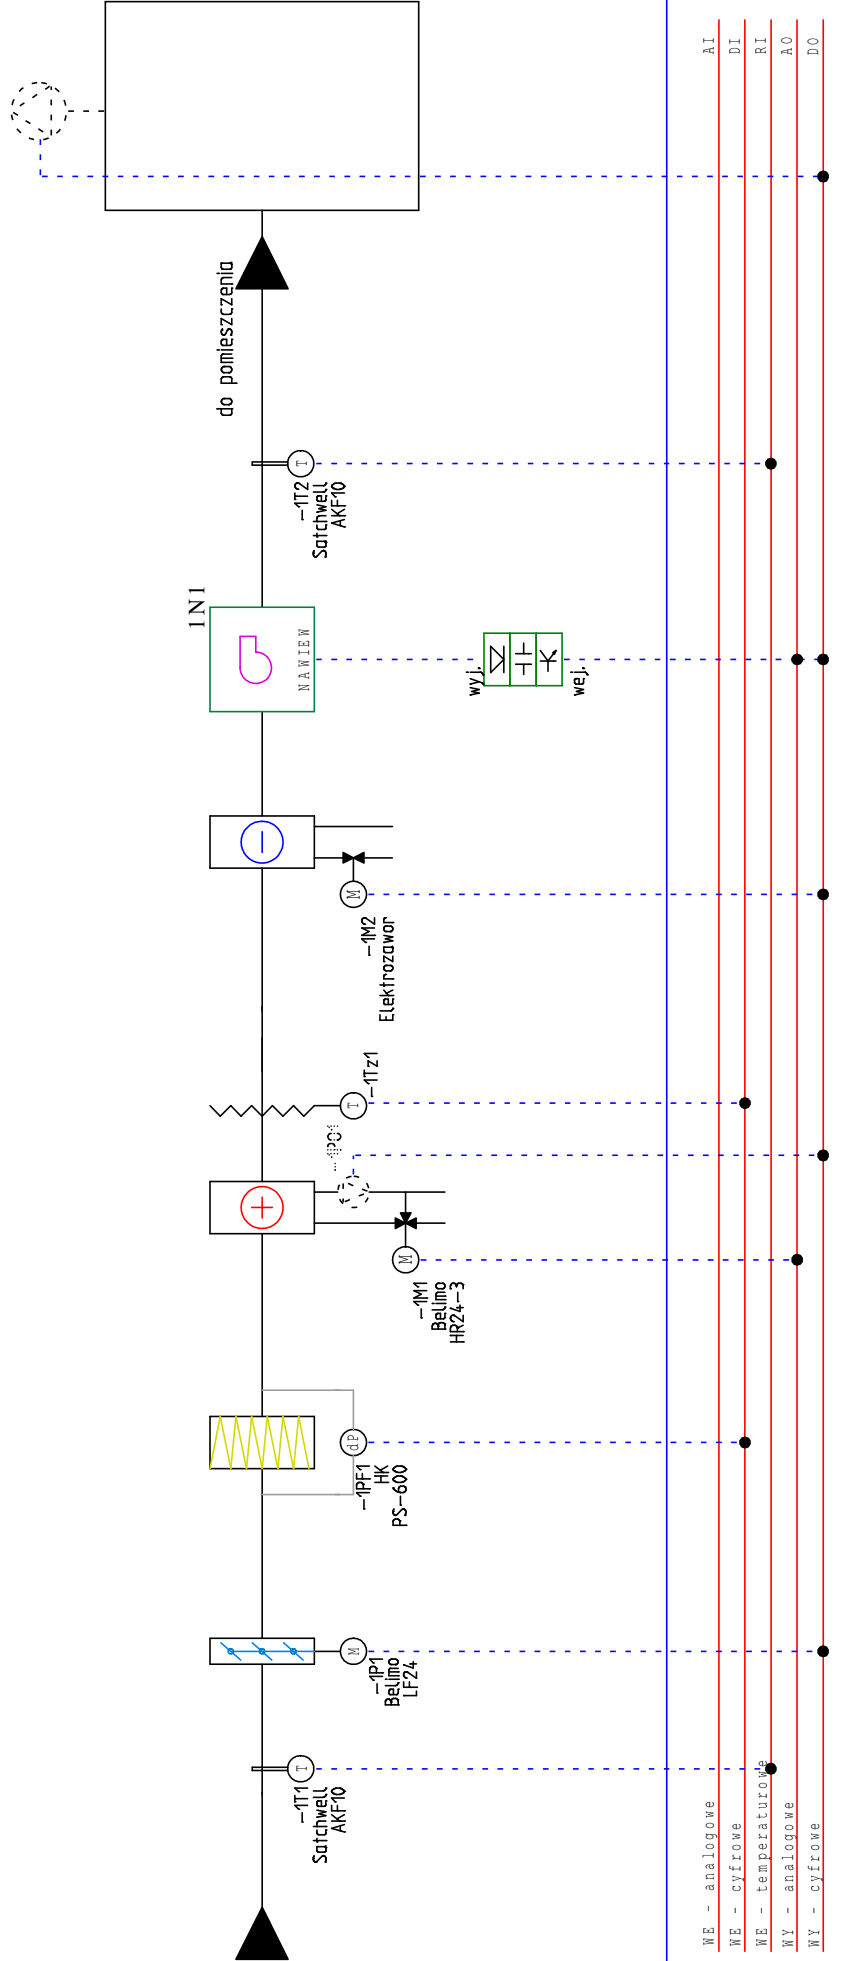 -1T1
Satchwell
AKF10
-1P1
Belimo
LF24
M
T
-1PF1
HK
PS-600
dP
-1M1
Belimo
HR24-3
M
-1PO1
-1Tz1
T
-1M2
Elektrozawor
M
1N1
NAWIEW
wyj.
wej.
-1T2
Satchwell
AKF10
T
do pomieszczenia
WE - analogowe AI
WE - cyfrowe DI
WE - temperaturowe RI
WY - analogowe AO
WY - cyfrowe DO